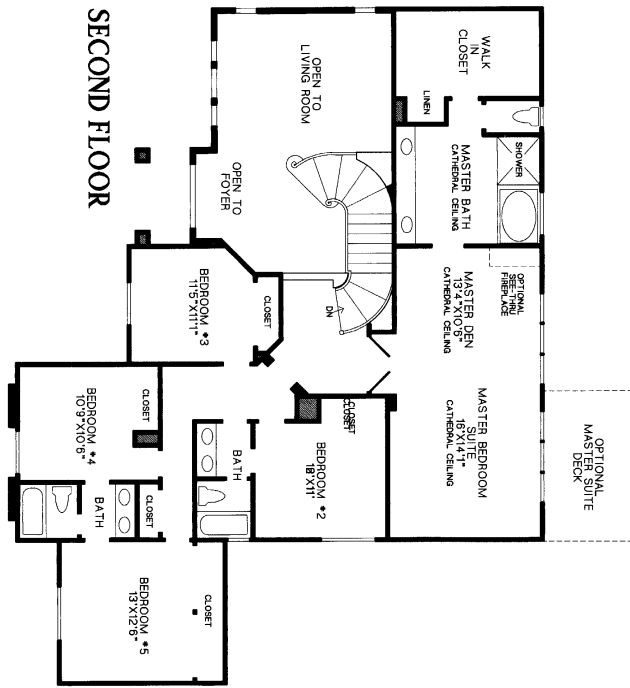 SECOND FLOOR
OPTIONAL
MASTER SUITE
DECK
WALK
IN
CLOSET
LINEN
SHOWER
MASTER BATH
CATHEDRAL CEILING
OPTIONAL
SEE-THRU
FIREPLACE
MASTER DEN
13'4"X10'6"
CATHEDRAL CEILING
MASTER BEDROOM
SUITE
16'X14'1"
CATHEDRAL CEILING
OPEN TO
LIVING ROOM
OPEN TO
FOYER
DN
CLOSET
BEDROOM #3
11'5"X11'1"
CLOSET
CLOSET
BEDROOM #2
18'X11'
BATH
CLOSET
BEDROOM #4
10'9"X10'6"
BATH
CLOSET
CLOSET
BEDROOM #5
13'X12'6"